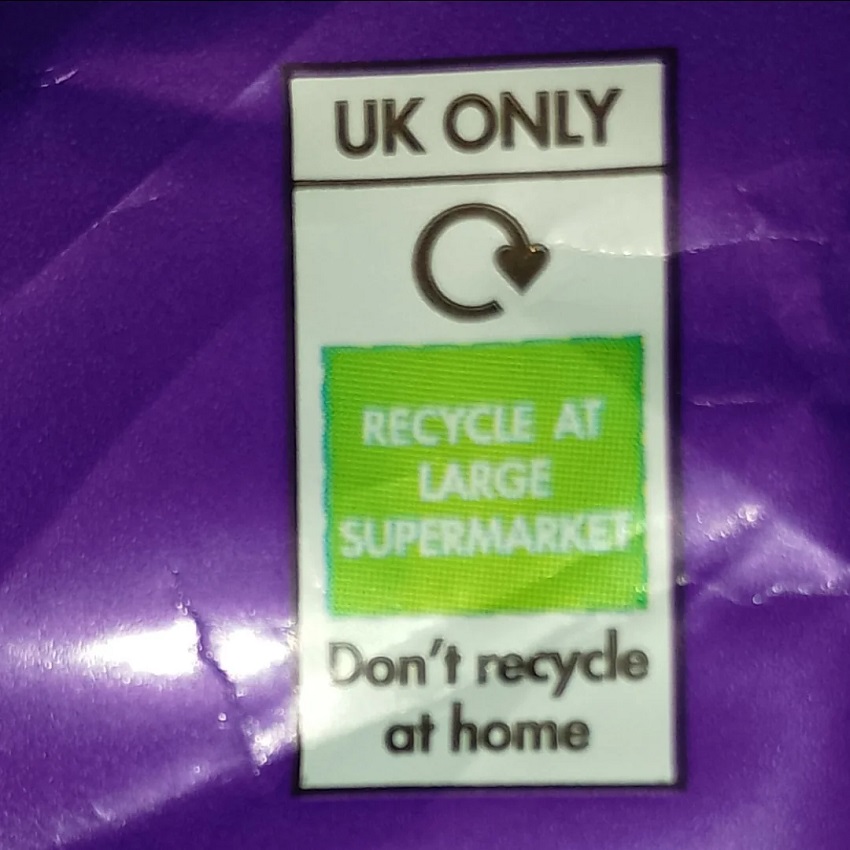 UK ONLY
RECYCLE AT
LARGE
SUPERMARKET
Don't recycle
at home